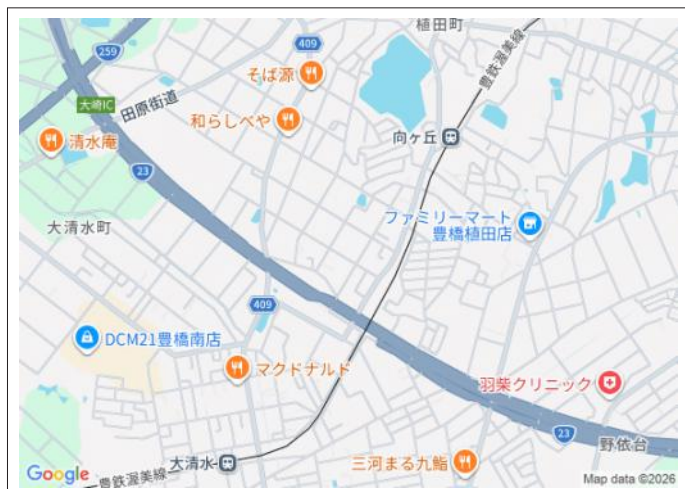 植田町
409
259
豊鉄渥美線
そば源
大崎IC
田原街道
和らしべや
向ヶ丘
清水庵
23
ファミリーマート
豊橋植田店
大清水町
409
DCM21豊橋南店
マクドナルド
羽柴クリニック
23
野依台
大清水
三河まる九鮨
豊鉄渥美線
Google
Map data ©2026